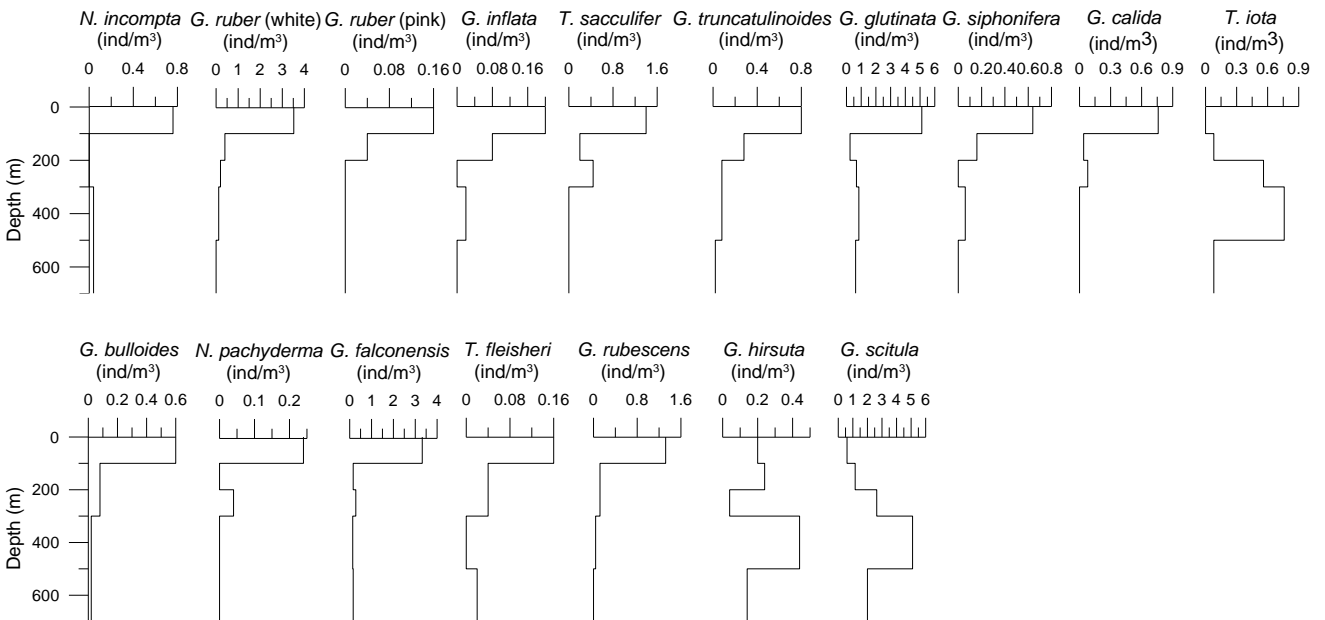 N. incompta G. ruber (white) G. ruber (pink) G. inflata T. sacculifer G. truncatulinoides G. glutinata G. siphonifera G. calida T. iota
(ind/m³) (ind/m³) (ind/m³) (ind/m³) (ind/m³) (ind/m³) (ind/m³) (ind/m³) (ind/m3) (ind/m3)
0 0.4 0.8 0 1 2 3 4 0 0.08 0.16 0 0.08 0.16 0 0.8 1.6 0 0.4 0.8 0 1 2 3 4 5 6 0 0.20 0.40 0.60 0.8 0 0.3 0.6 0.9 0 0.3 0.6 0.9
0
200
400
600
Depth (m)
G. bulloides N. pachyderma G. falconensis T. fleisheri G. rubescens G. hirsuta G. scitula
(ind/m³) (ind/m³) (ind/m³) (ind/m³) (ind/m³) (ind/m³) (ind/m³)
0 0.2 0.4 0.6 0 0.1 0.2 0 1 2 3 4 0 0.08 0.16 0 0.8 1.6 0 0.2 0.4 0 1 2 3 4 5 6
0
200
400
600
Depth (m)